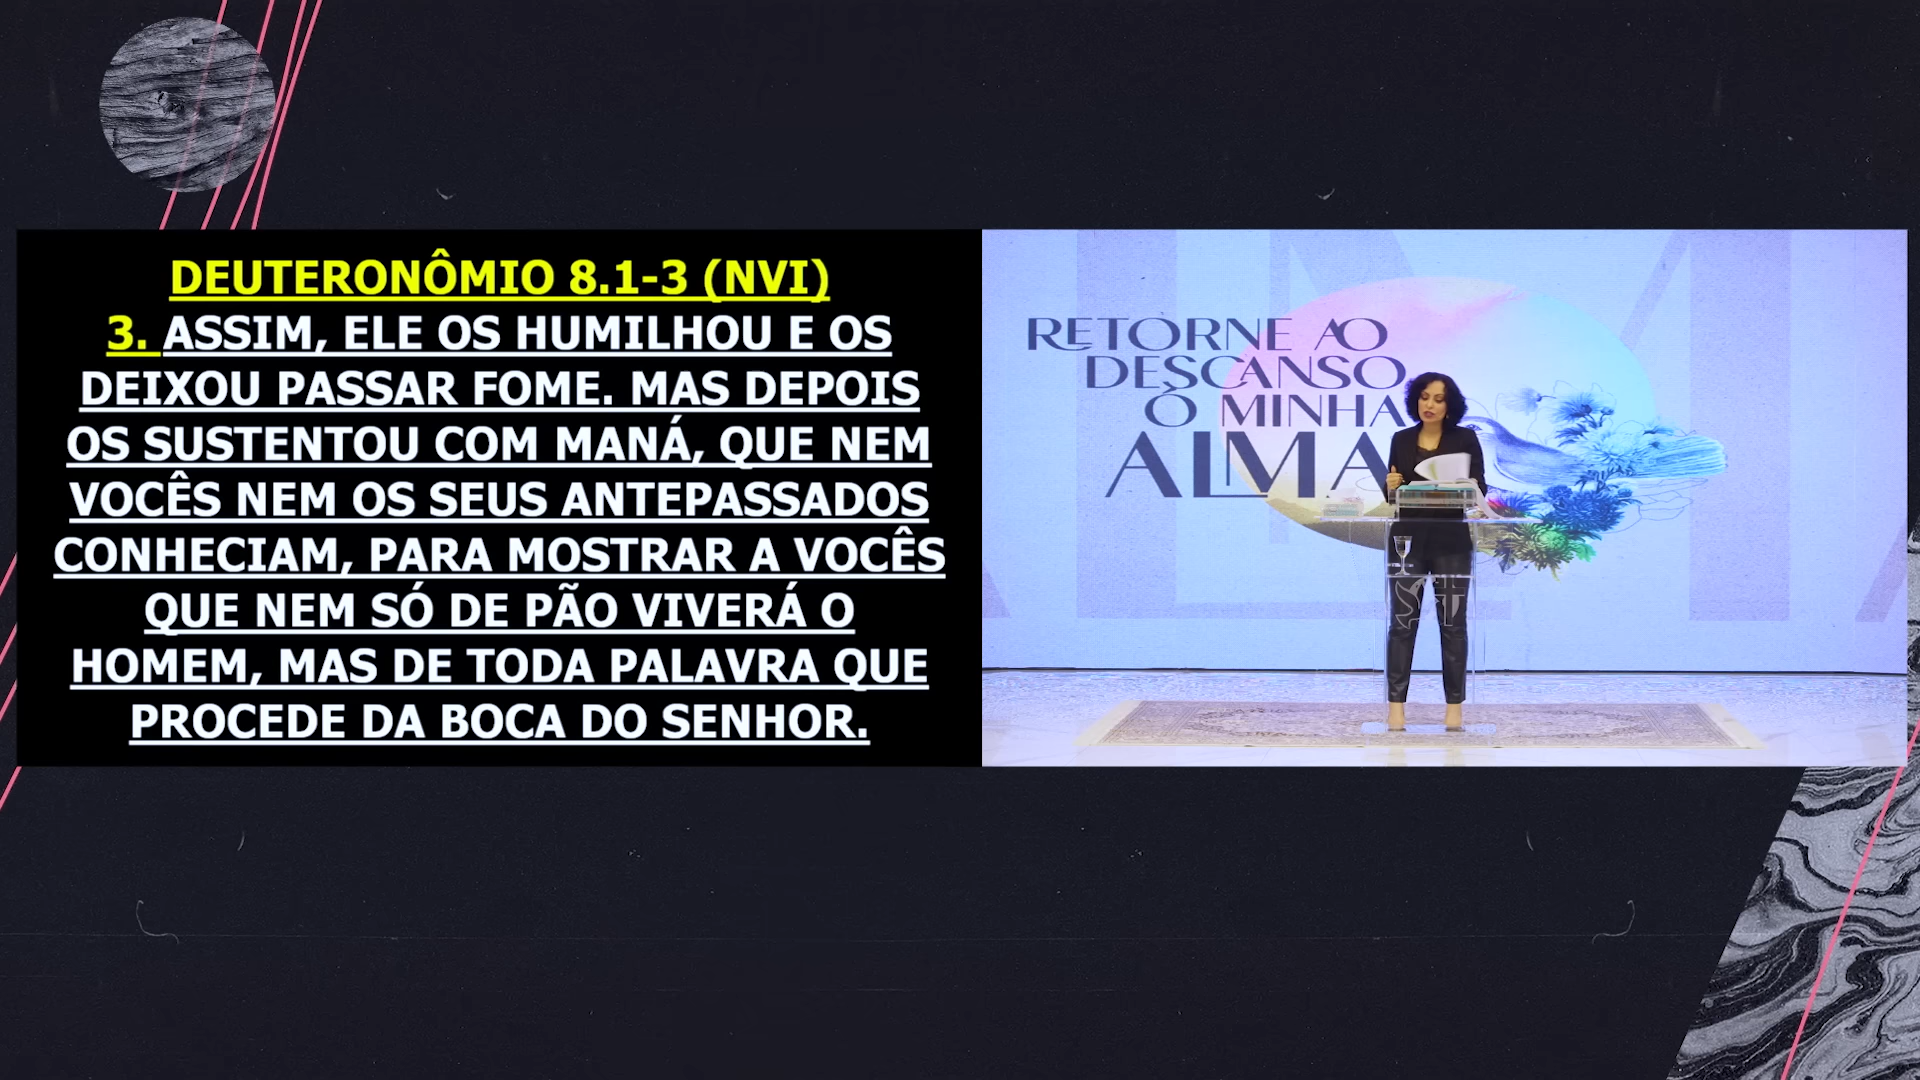 DEUTERONÔMIO 8.1-3 (NVI)
3. ASSIM, ELE OS HUMILHOU E OS
DEIXOU PASSAR FOME. MAS DEPOIS
OS SUSTENTOU COM MANÁ, QUE NEM
VOCÊS NEM OS SEUS ANTEPASSADOS
CONHECIAM, PARA MOSTRAR A VOCÊS
QUE NEM SÓ DE PÃO VIVERÁ O
HOMEM, MAS DE TODA PALAVRA QUE
PROCEDE DA BOCA DO SENHOR.
RETORNE AO
DESCANSO
Ó MINHA
ALMA